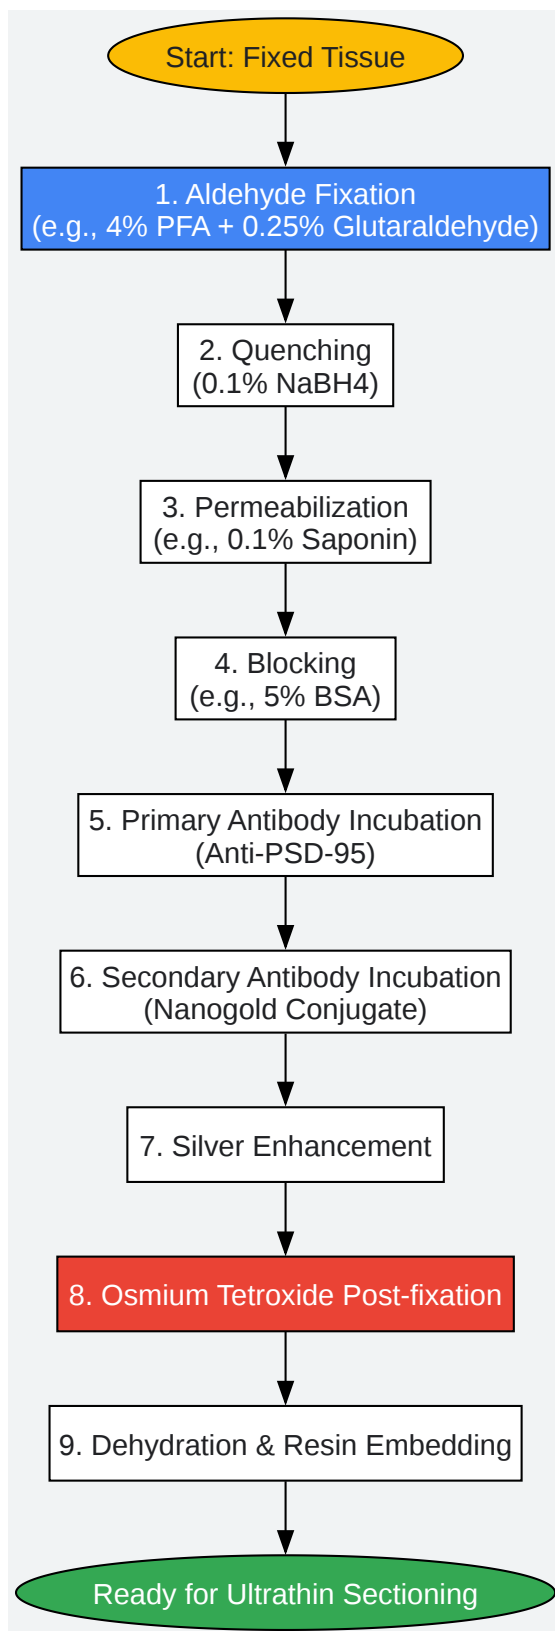 Start: Fixed Tissue
1. Aldehyde Fixation
(e.g., 4% PFA + 0.25% Glutaraldehyde)
2. Quenching
(0.1% NaBH4)
3. Permeabilization
(e.g., 0.1% Saponin)
4. Blocking
(e.g., 5% BSA)
5. Primary Antibody Incubation
(Anti-PSD-95)
6. Secondary Antibody Incubation
(Nanogold Conjugate)
7. Silver Enhancement
8. Osmium Tetroxide Post-fixation
9. Dehydration & Resin Embedding
Ready for Ultrathin Sectioning